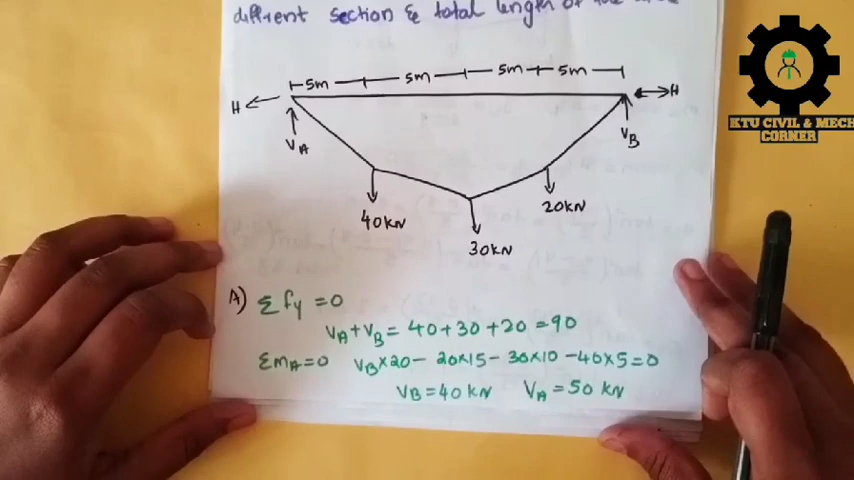 different section & total length of the
5m 5m 5m 5m
H H
VA VB
40kN 30kN 20kN
A) Σfy =0
VA+VB= 40+30+20 =90
ΣMA=0 VB×20- 20×15- 30×10 -40×5=0
VB=40 kN VA=50 kN
KTU CIVIL & MECH
CORNER